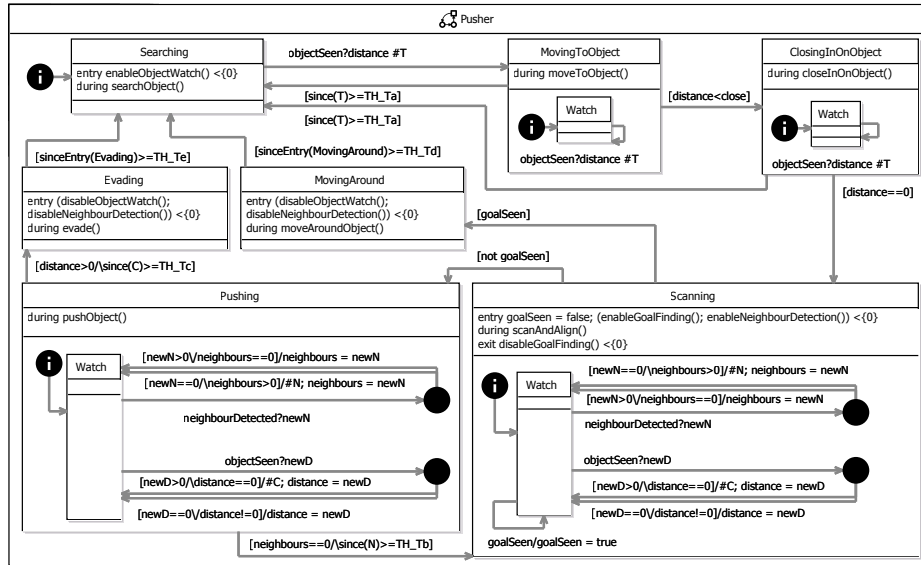 Pusher
Searching
entry enableObjectWatch() <{0}
during searchObject()
objectSeen?distance #T
[since(T)>=TH_Ta]
[since(T)>=TH_Ta]
MovingToObject
during moveToObject()
Watch
i
objectSeen?distance #T
[distance<close]
ClosingInOnObject
during closeInOnObject()
Watch
i
objectSeen?distance #T
i
[sinceEntry(Evading)>=TH_Te]
[sinceEntry(MovingAround)>=TH_Td]
Evading
entry (disableObjectWatch();
disableNeighbourDetection()) <{0}
during evade()
MovingAround
entry (disableObjectWatch();
disableNeighbourDetection()) <{0}
during moveAroundObject()
[goalSeen]
[distance==0]
[distance>0/\since(C)>=TH_Tc]
[not goalSeen]
Pushing
during pushObject()
i
Watch
[newN>0\/neighbours==0]/neighbours = newN
[newN==0/\neighbours>0]/#N; neighbours = newN
neighbourDetected?newN
objectSeen?newD
[newD>0/\distance==0]/#C; distance = newD
[newD==0\/distance!=0]/distance = newD
Scanning
entry goalSeen = false; (enableGoalFinding(); enableNeighbourDetection()) <{0}
during scanAndAlign()
exit disableGoalFinding() <{0}
i
Watch
[newN==0/\neighbours>0]/#N; neighbours = newN
[newN>0\/neighbours==0]/neighbours = newN
neighbourDetected?newN
objectSeen?newD
[newD>0/\distance==0]/#C; distance = newD
[newD==0\/distance!=0]/distance = newD
goalSeen/goalSeen = true
[neighbours==0/\since(N)>=TH_Tb]